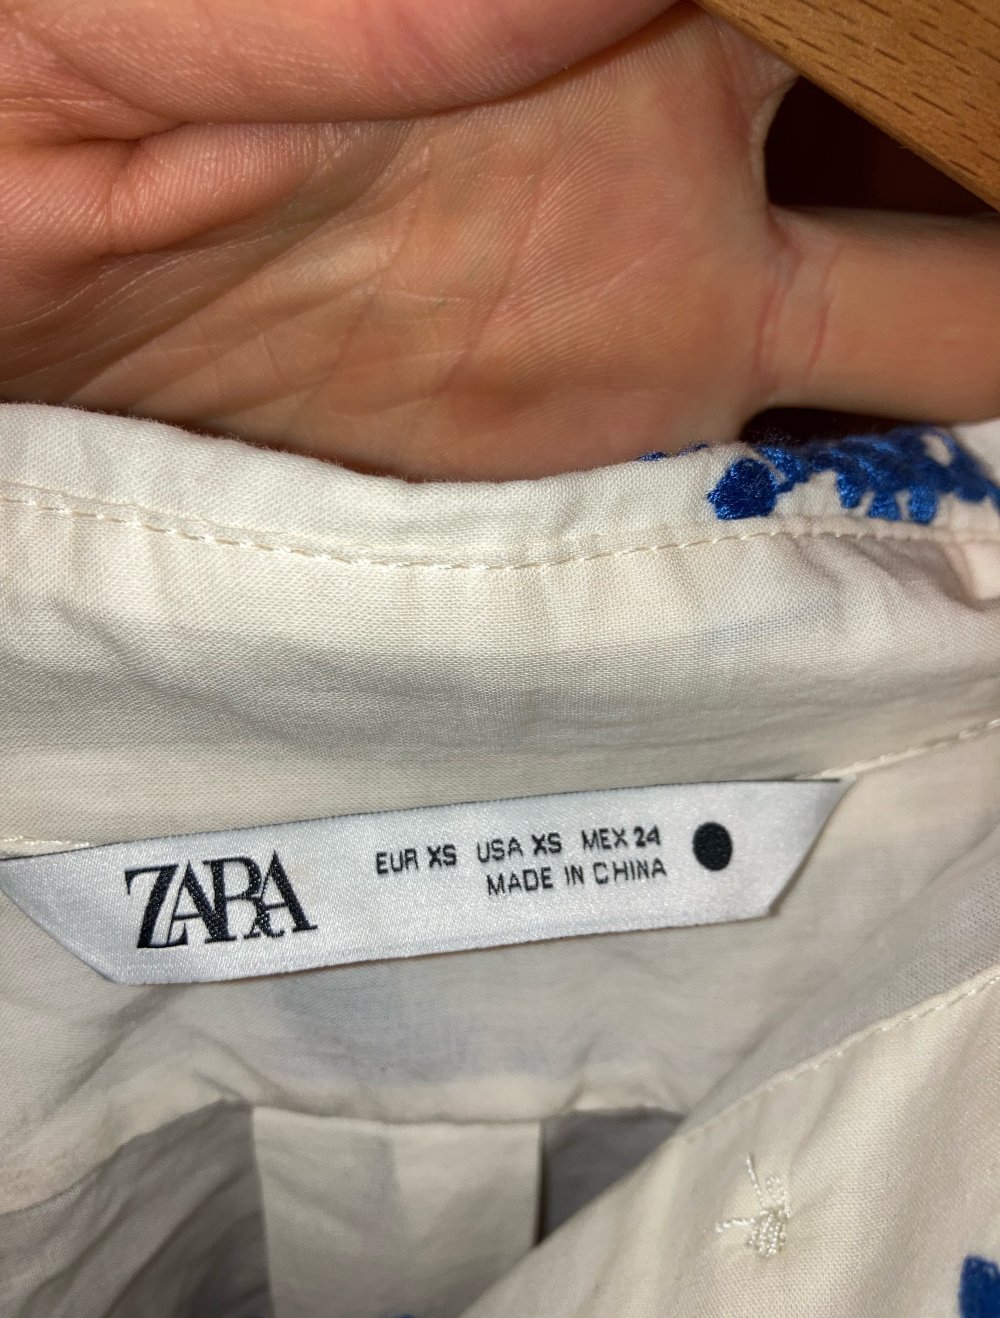 ZARA
EUR XS USA XS MEX 24
MADE IN CHINA